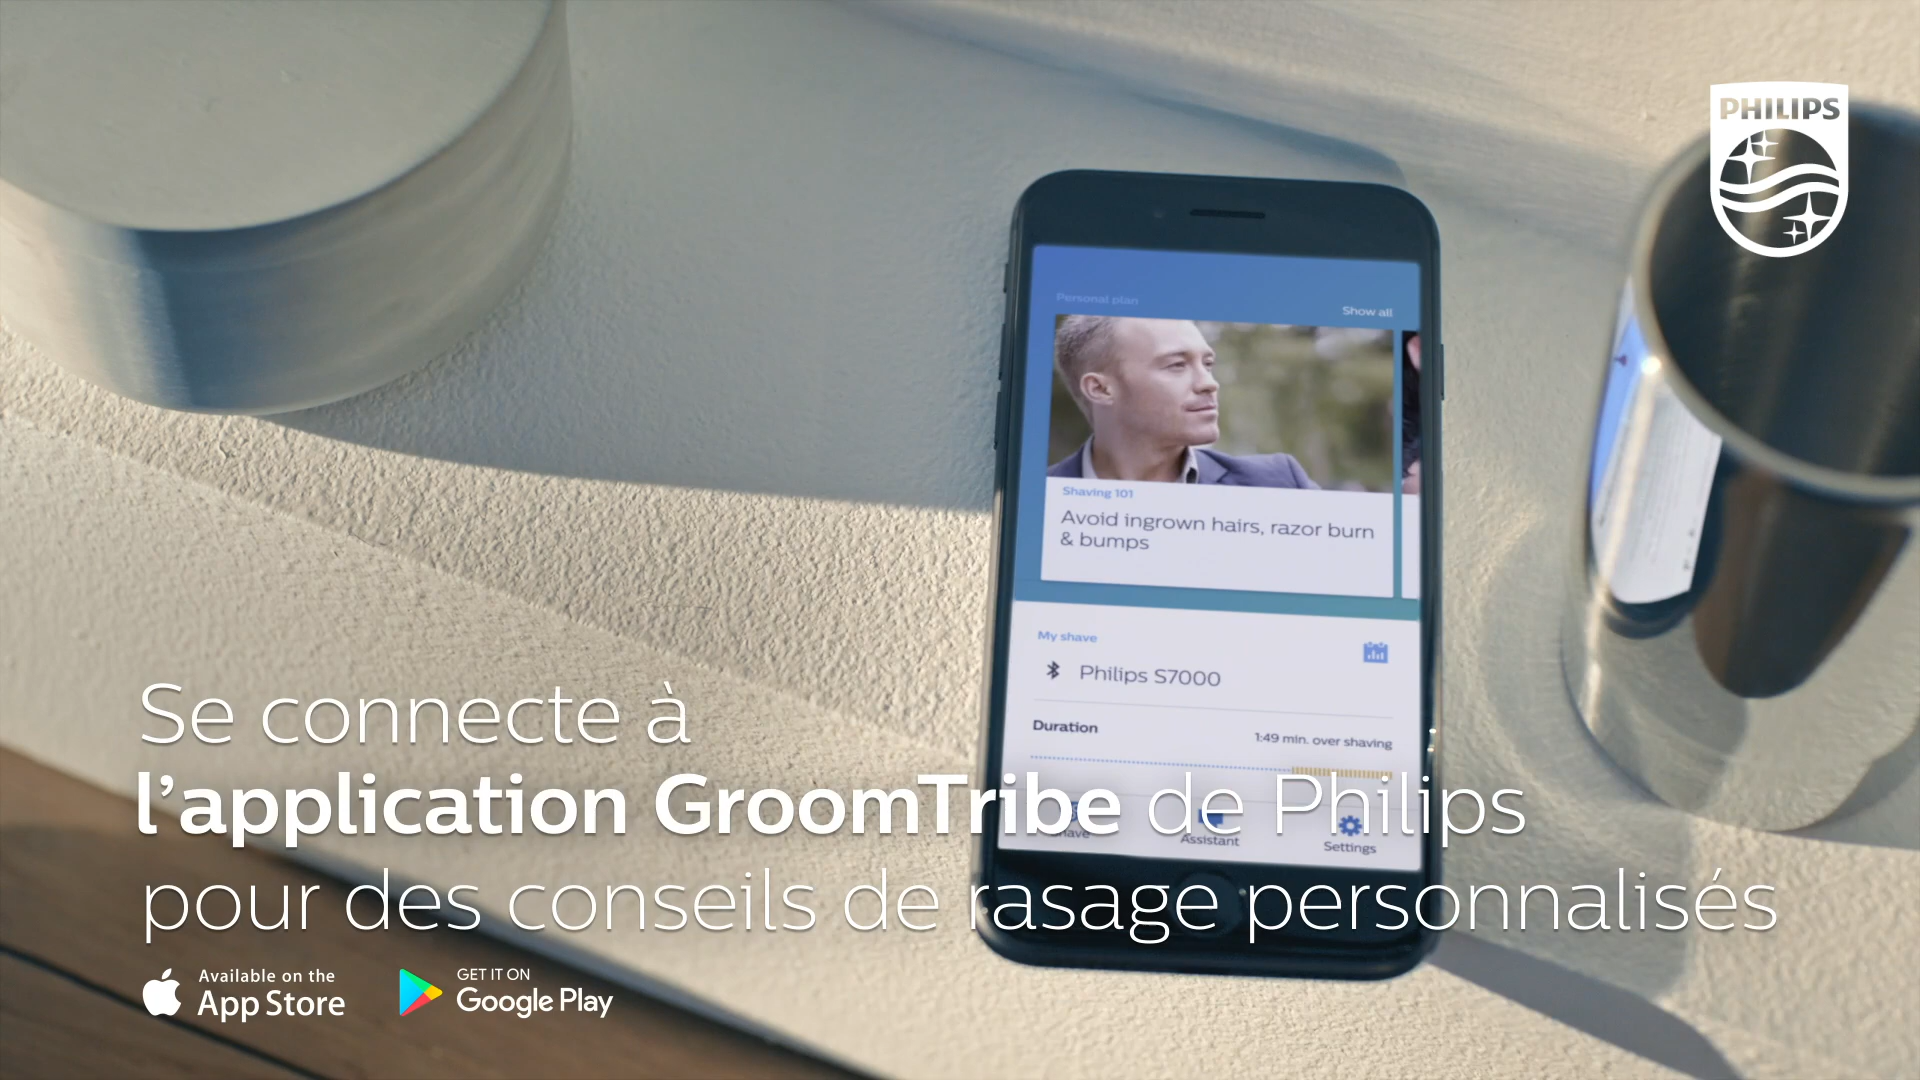 PHILIPS
Personal plan
Show all
Shaving 101
Avoid ingrown hairs, razor burn
& bumps
My shave
Philips S7000
Duration
1:49 min. over shaving
Assistant
Settings
Se connecte à
l’application GroomTribe de Philips
pour des conseils de rasage personnalisés
Available on the
App Store
GET IT ON
Google Play